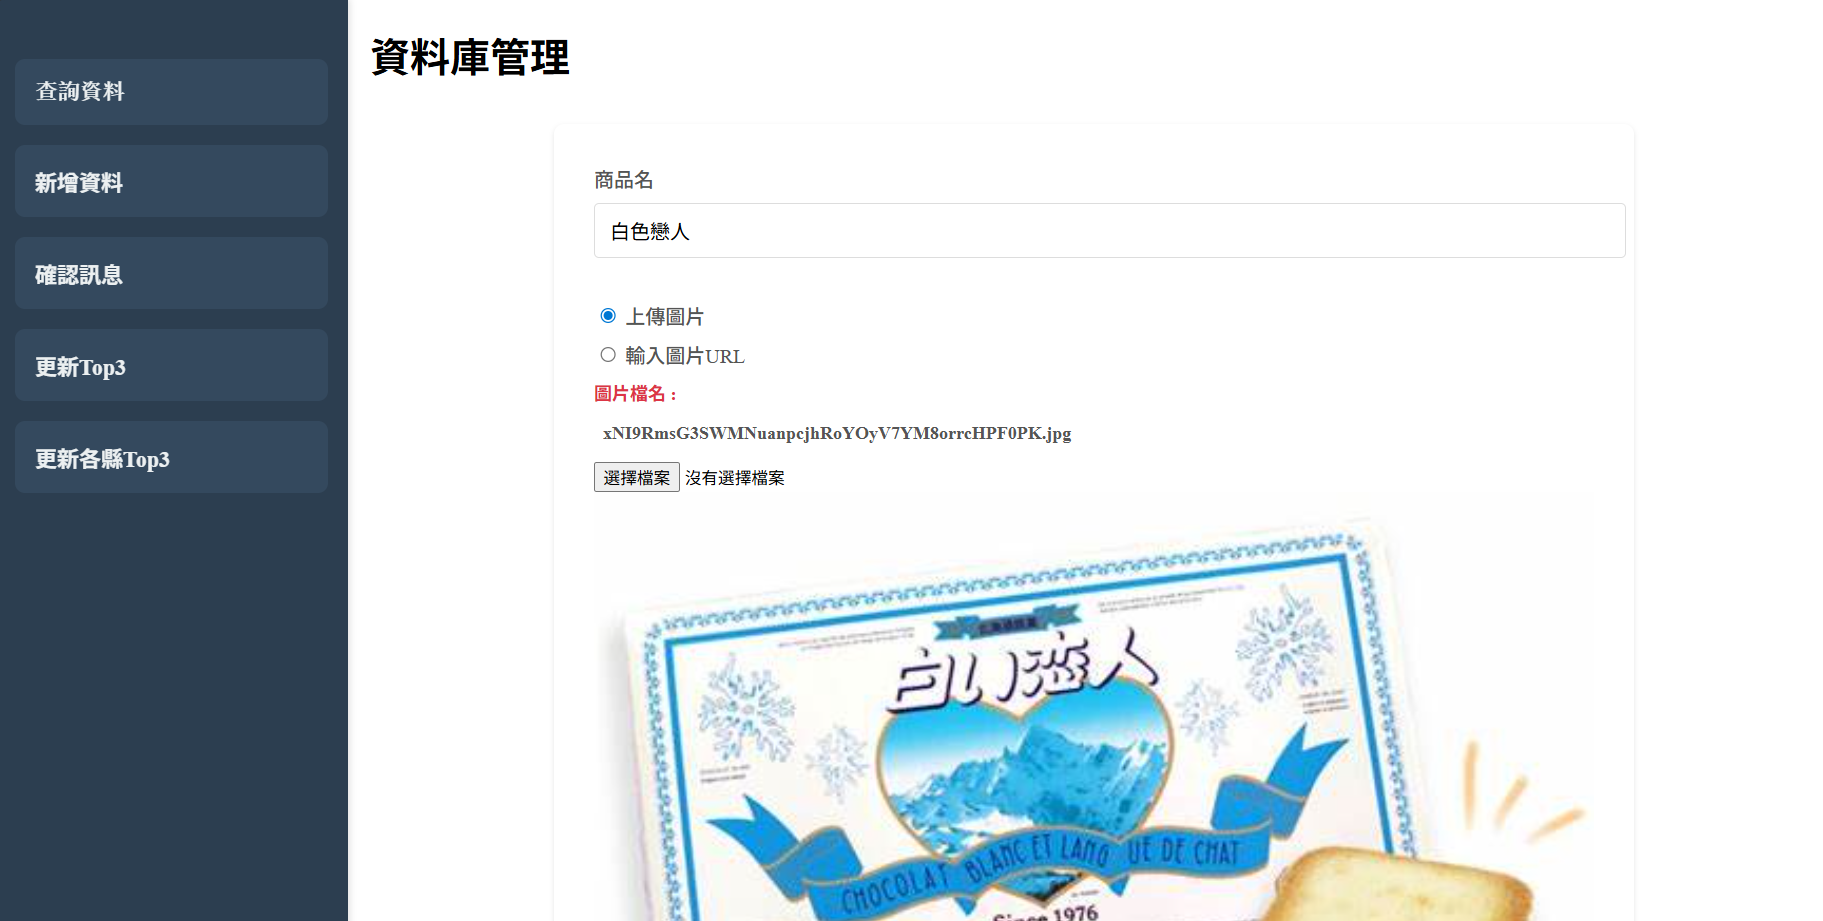 資料庫管理
查詢資料
新增資料
確認訊息
更新Top3
更新各縣Top3
商品名
白色戀人
上傳圖片
輸入圖片URL
圖片檔名：
xNI9RmsG3SWMNuanpcjhRoYOyV7YM8orrcHPF0PK.jpg
選擇檔案 沒有選擇檔案
白い恋人
CHOCOLAT BLANC ET LANGUE DE CHAT
Since 1976